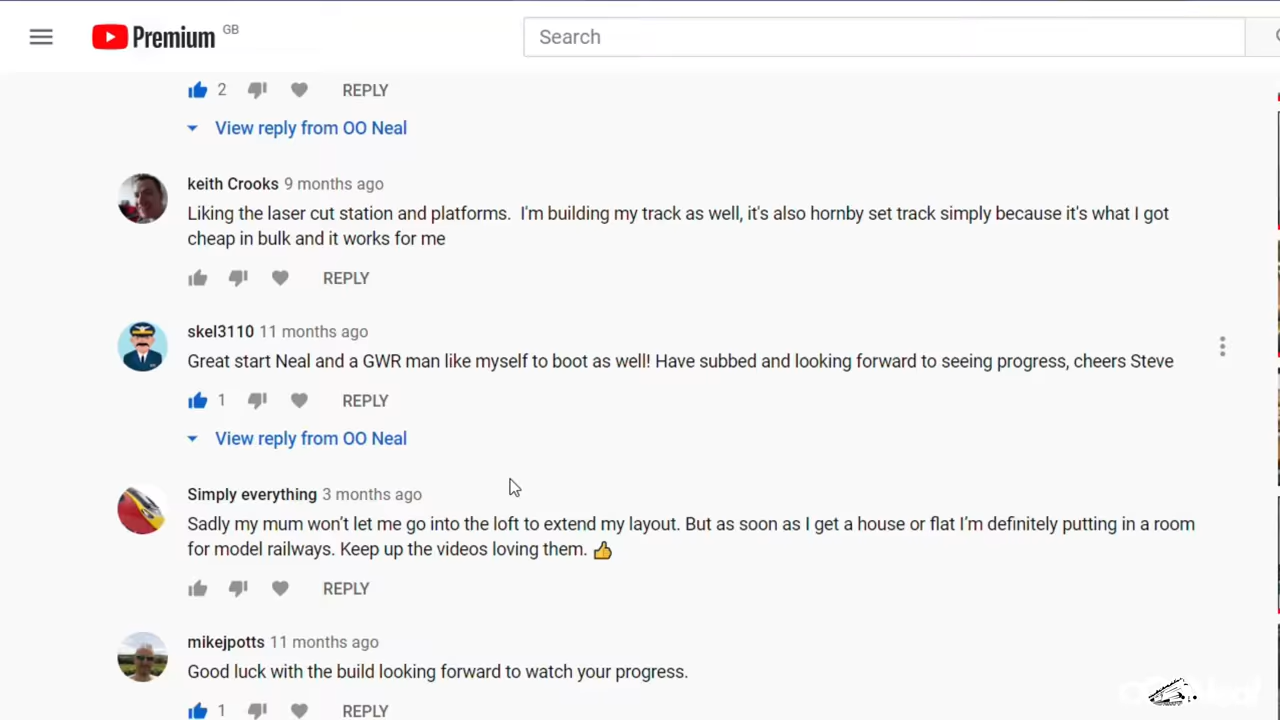 Premium GB
Search
2 REPLY
View reply from OO Neal
keith Crooks 9 months ago
Liking the laser cut station and platforms. I'm building my track as well, it's also hornby set track simply because it's what I got
cheap in bulk and it works for me
REPLY
skel3110 11 months ago
Great start Neal and a GWR man like myself to boot as well! Have subbed and looking forward to seeing progress, cheers Steve
1 REPLY
View reply from OO Neal
Simply everything 3 months ago
Sadly my mum won't let me go into the loft to extend my layout. But as soon as I get a house or flat I'm definitely putting in a room
for model railways. Keep up the videos loving them. 👍
REPLY
mikejpotts 11 months ago
Good luck with the build looking forward to watch your progress.
1 REPLY